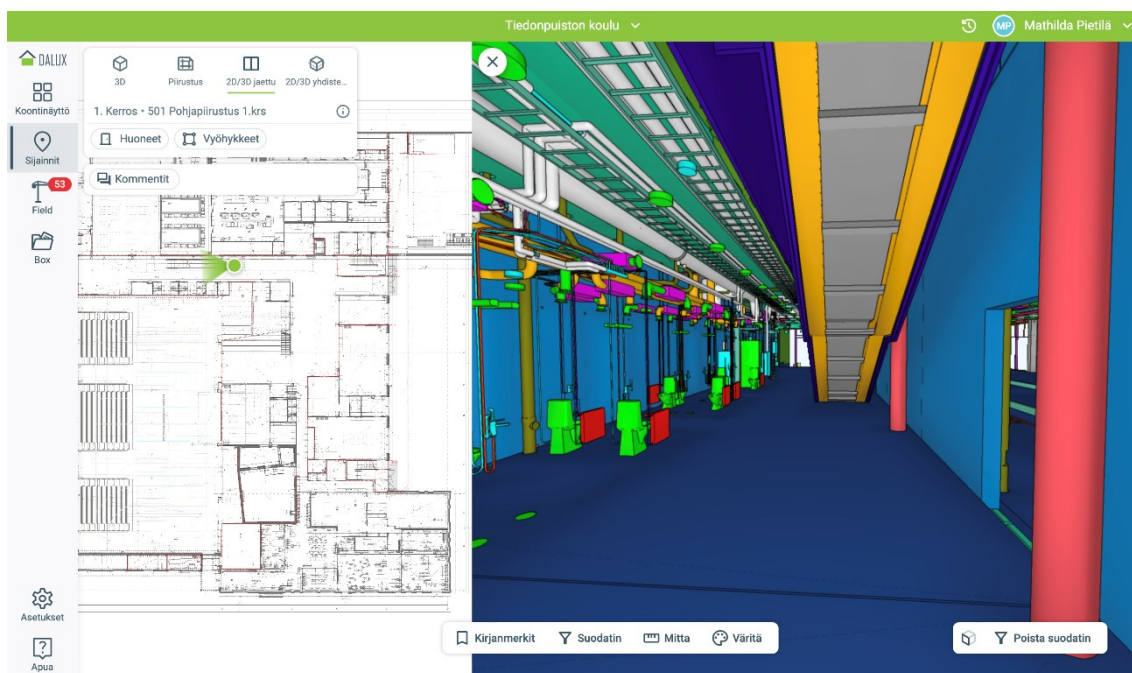 Tiedonpuiston koulu
MP Mathilda Pietilä
DALUX
Koontinäyttö
Sijainnit
53
Field
Box
Asetukset
Apua
3D
Piirustus
2D/3D jaettu
2D/3D yhdiste...
1. Kerros • 501 Pohjapiirustus 1.krs
Huoneet
Vyöhykkeet
Kommentit
Kirjanmerkit
Suodatin
Mitta
Väritä
Poista suodatin